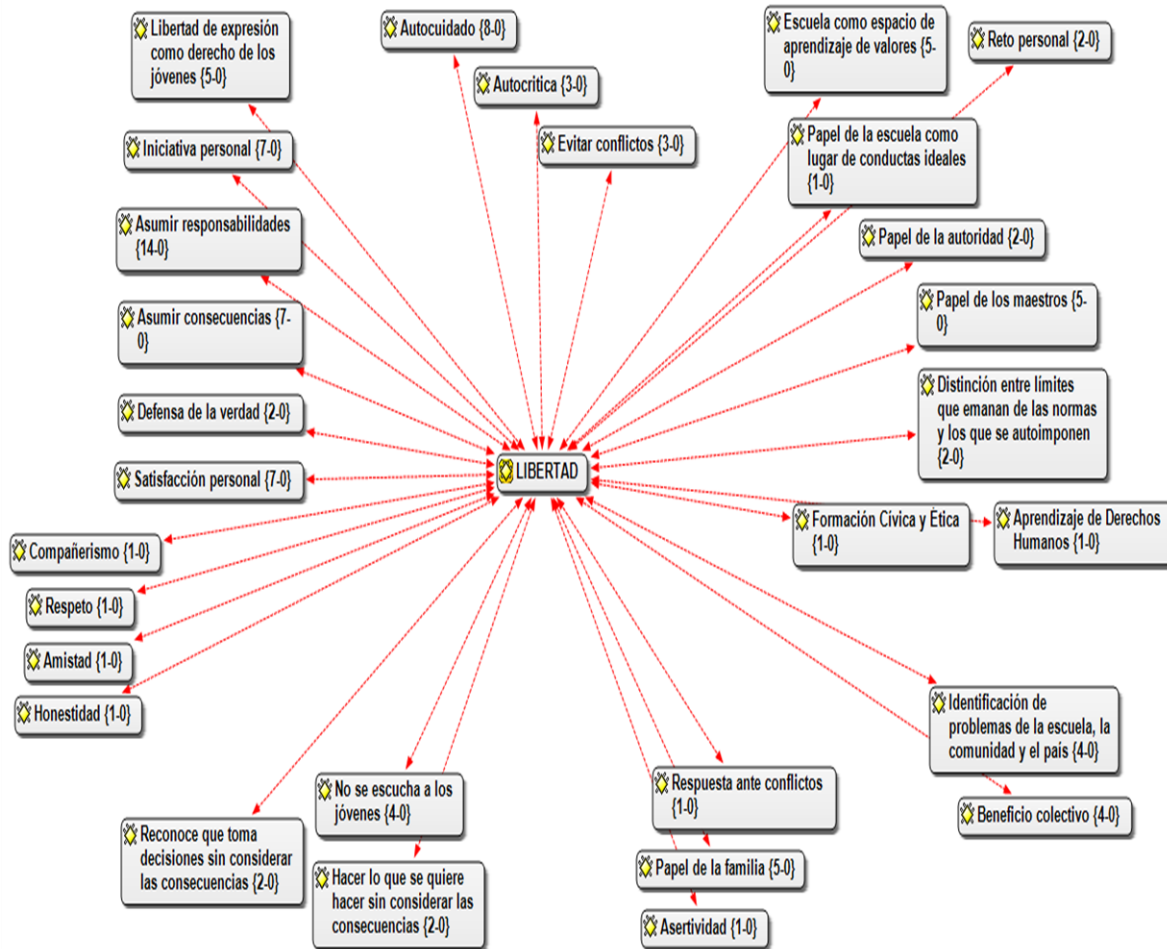 Libertad de expresión
como derecho de los
jóvenes {5-0}
Autocuidado {8-0}
Autocritica {3-0}
Evitar conflictos {3-0}
Escuela como espacio de
aprendizaje de valores {5-
0}
Reto personal {2-0}
Iniciativa personal {7-0}
Papel de la escuela como
lugar de conductas ideales
{1-0}
Asumir responsabilidades
{14-0}
Papel de la autoridad {2-0}
Asumir consecuencias {7-
0}
Papel de los maestros {5-
0}
Defensa de la verdad {2-0}
Distinción entre límites
que emanan de las normas
y los que se autoimponen
{2-0}
Satisfacción personal {7-0}
LIBERTAD
Formación Cívica y Ética
{1-0}
Aprendizaje de Derechos
Humanos {1-0}
Compañerismo {1-0}
Respeto {1-0}
Amistad {1-0}
Honestidad {1-0}
Identificación de
problemas de la escuela, la
comunidad y el país {4-0}
No se escucha a los
jóvenes {4-0}
Respuesta ante conflictos
{1-0}
Beneficio colectivo {4-0}
Reconoce que toma
decisiones sin considerar
las consecuencias {2-0}
Hacer lo que se quiere
hacer sin considerar las
consecuencias {2-0}
Papel de la familia {5-0}
Asertividad {1-0}